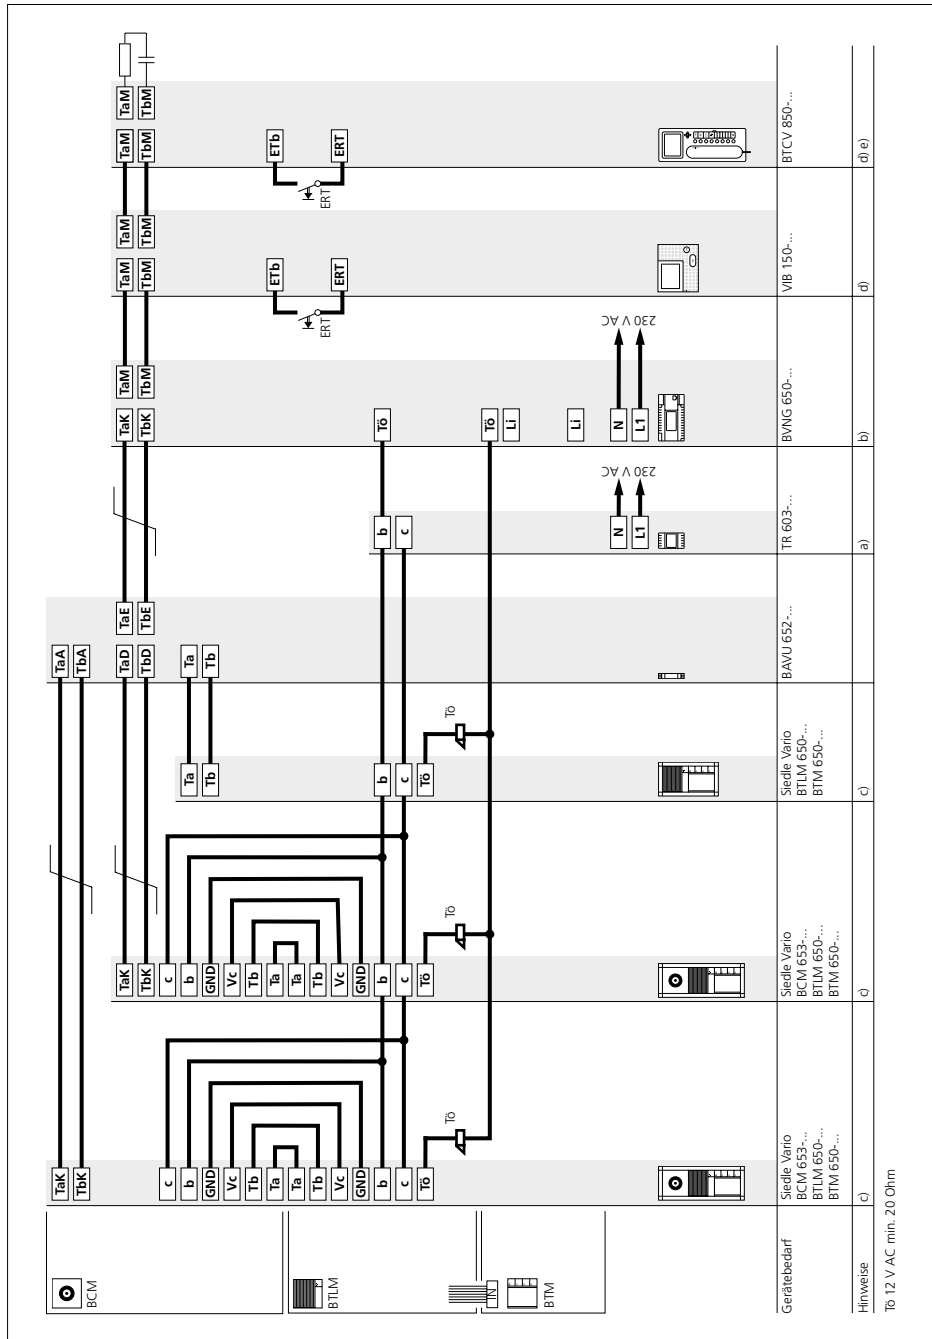 TaK TaA
TbK TbA
BCM
TaK TaD TaE TaK TaM TaM TaM TaM TaM
TbK TbD TbE TbK TbM TbM TbM TbM TbM
c c
b b Ta Ta
GND GND Tb Tb
Vc Vc
Tb Tb
Ta Ta ETb ETb
Ta Ta
Tb Tb
ERT ERT
BTLM
Vc Vc ERT ERT
GND GND
b b b b Tö
c c c c
Tö Tö Tö
Tö Tö Tö
IN Tö
Li
BTM
Li
N N
230 V AC 230 V AC
L1 L1
Gerätebedarf
Siedle Vario
BCM 653-...
BTLM 650-...
BTM 650-...
Siedle Vario
BCM 653-...
BTLM 650-...
BTM 650-...
Siedle Vario
BTLM 650-...
BTM 650-...
BAVU 652-...
TR 603-...
BVNG 650-...
VIB 150-...
BTCV 850-...
Hinweise c) c) c) a) b) d) d) e)
Tö 12 V AC min. 20 Ohm